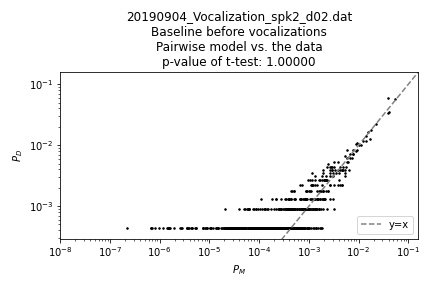 20190904_Vocalization_spk2_d02.dat
Baseline before vocalizations
Pairwise model vs. the data
p-value of t-test: 1.00000
10⁻¹
10⁻²
10⁻³
P_D
10⁻⁸ 10⁻⁷ 10⁻⁶ 10⁻⁵ 10⁻⁴ 10⁻³ 10⁻² 10⁻¹
P_M
y=x